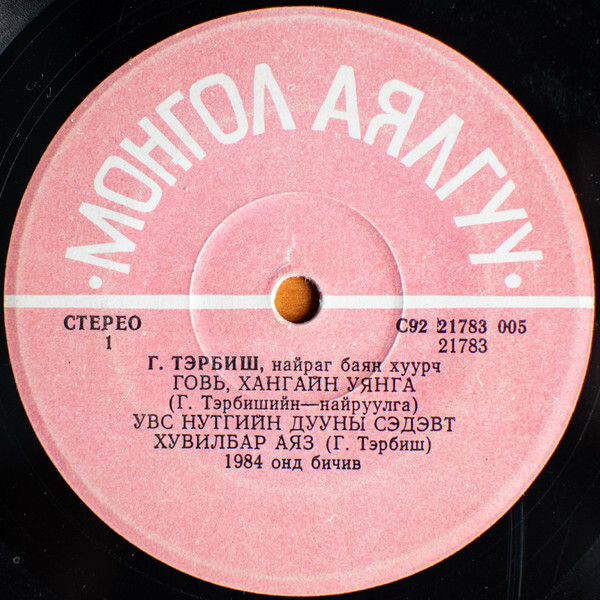 ·МОНГОЛ АЯЛГУУ·
СТЕРЕО
1
С92 21783 005
21783
Г. ТЭРБИШ, найраг баян хуурч
ГОВЬ, ХАНГАЙН УЯНГА
(Г. Тэрбишийн—найруулга)
УВС НУТГИЙН ДУУНЫ СЭДЭВТ
ХУВИЛБАР АЯЗ (Г. Тэрбиш)
1984 онд бичив